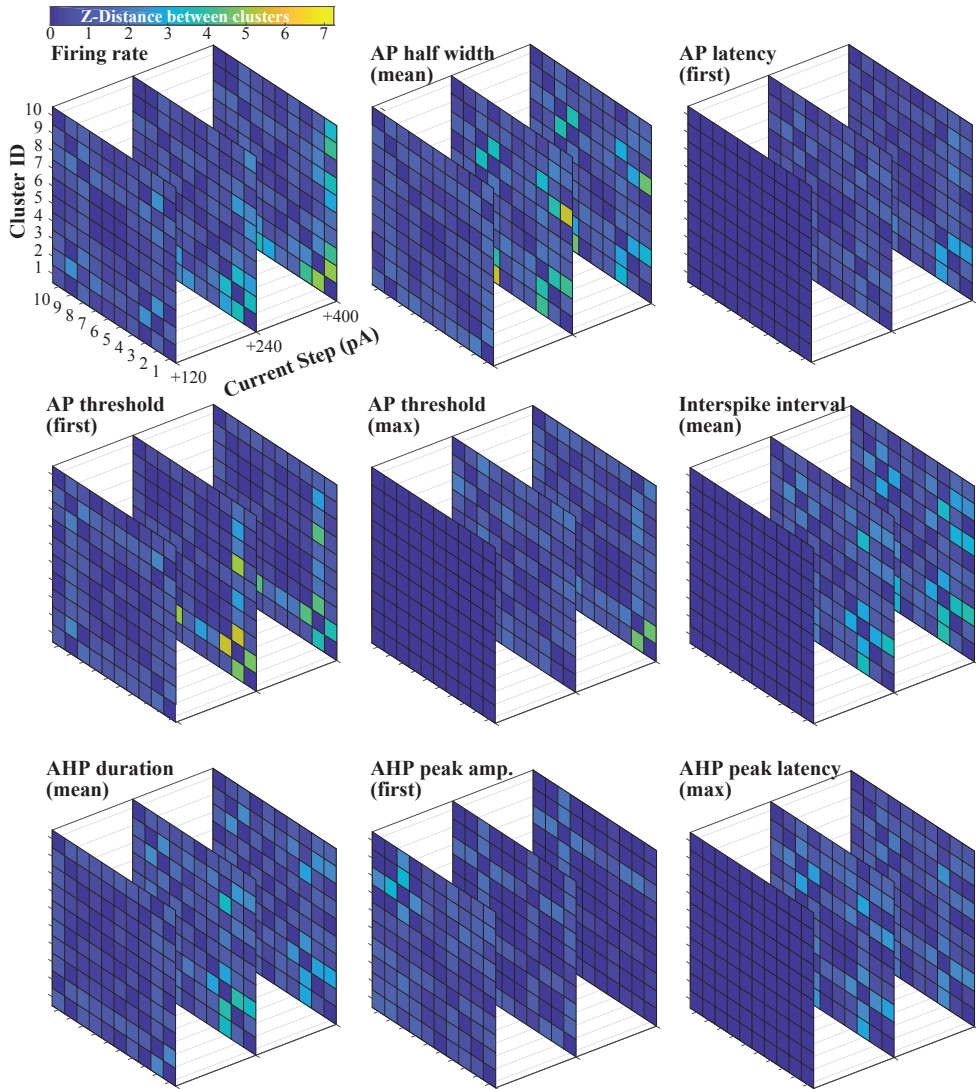 Z-Distance between clusters
0 1 2 3 4 5 6 7
Firing rate
AP half width
(mean)
AP latency
(first)
Cluster ID
10
9
8
7
6
5
4
3
2
1
10 9 8 7 6 5 4 3 2 1
+120
+240
+400
Current Step (pA)
AP threshold
(first)
AP threshold
(max)
Interspike interval
(mean)
AHP duration
(mean)
AHP peak amp.
(first)
AHP peak latency
(max)